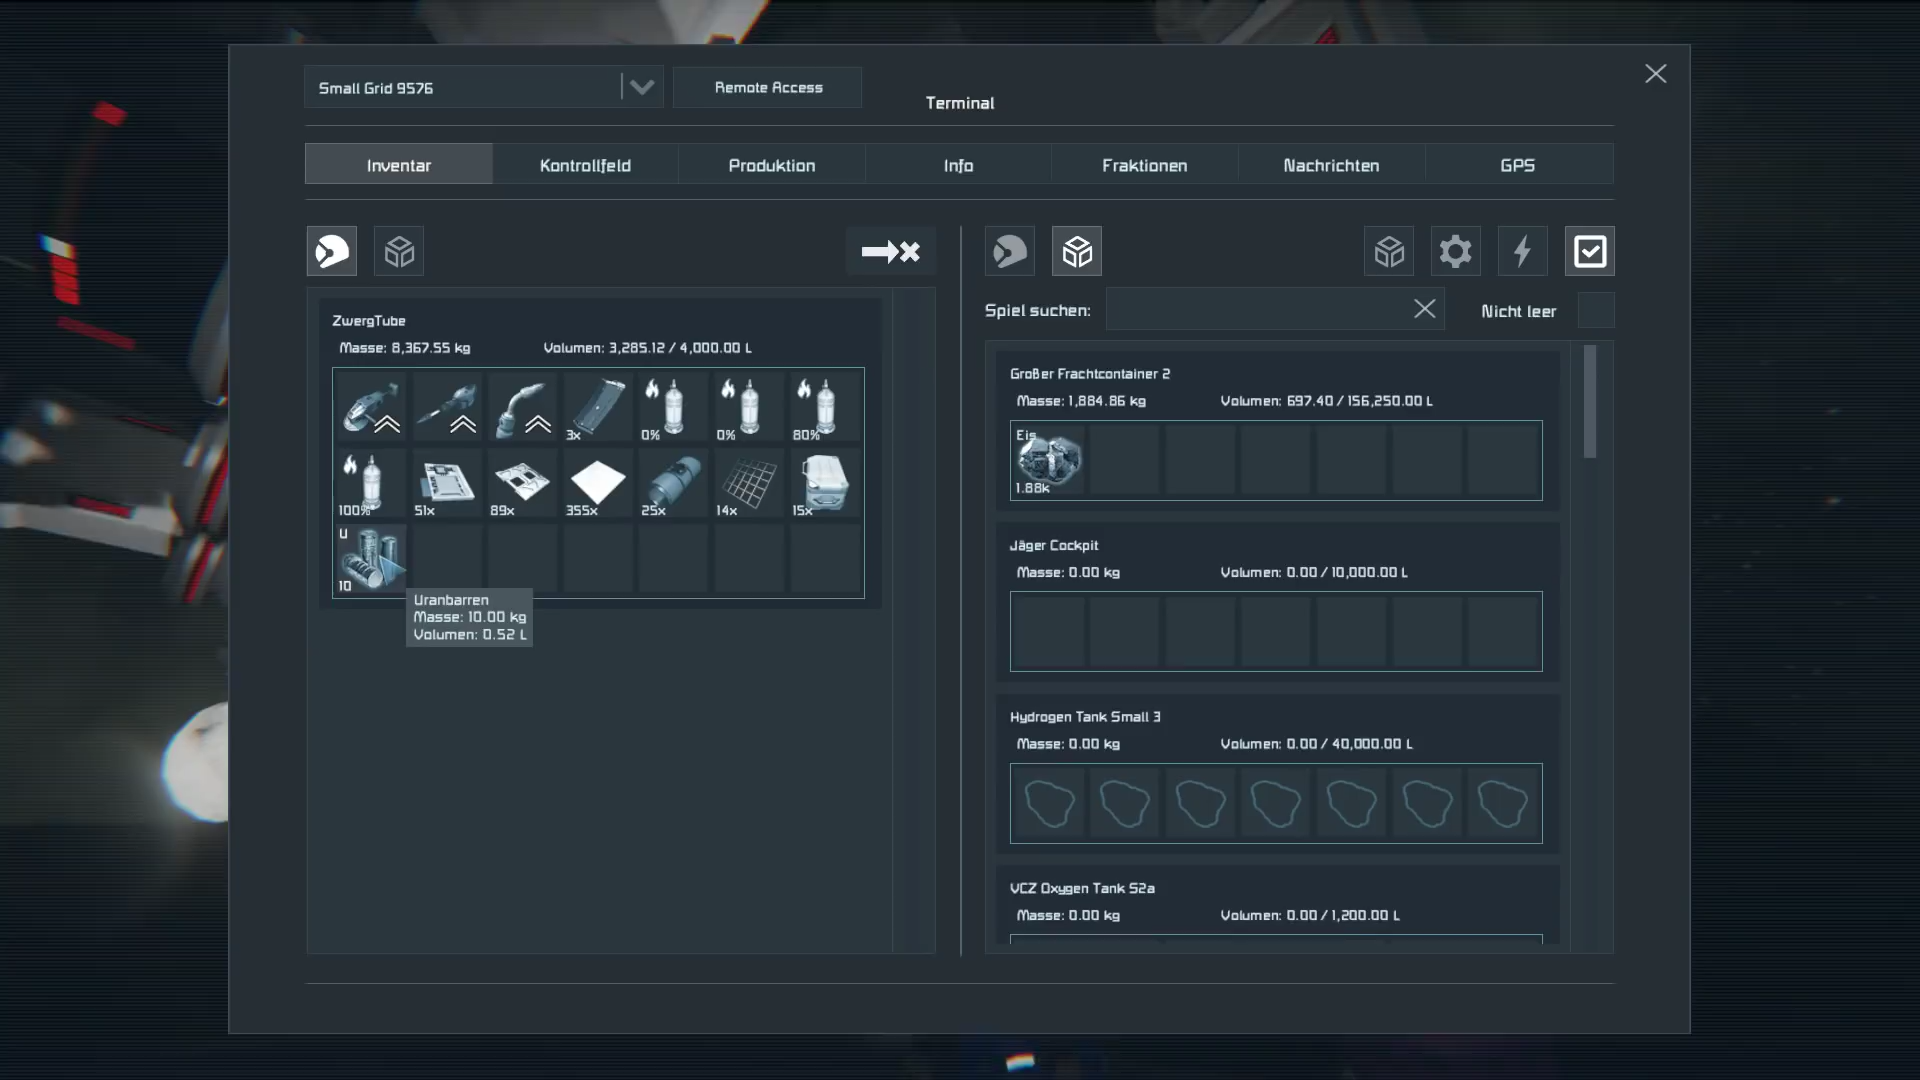 Small Grid 9576
Remote Access
Terminal
Inventar
Kontrollfeld
Produktion
Info
Fraktionen
Nachrichten
GPS
ZwergTube
Masse: 8,367.55 kg
Volumen: 3,285.12 / 4,000.00 L
3x
0%
0%
80%
100%
51x
89x
355x
25x
14x
15x
U
10
Uranbarren
Masse: 10.00 kg
Volumen: 0.52 L
Spiel suchen:
Nicht leer
Großer Frachtcontainer 2
Masse: 1,884.86 kg
Volumen: 697.40 / 156,250.00 L
Eis
1.88k
Jäger Cockpit
Masse: 0.00 kg
Volumen: 0.00 / 10,000.00 L
Hydrogen Tank Small 3
Masse: 0.00 kg
Volumen: 0.00 / 40,000.00 L
VCZ Oxygen Tank S2a
Masse: 0.00 kg
Volumen: 0.00 / 1,200.00 L